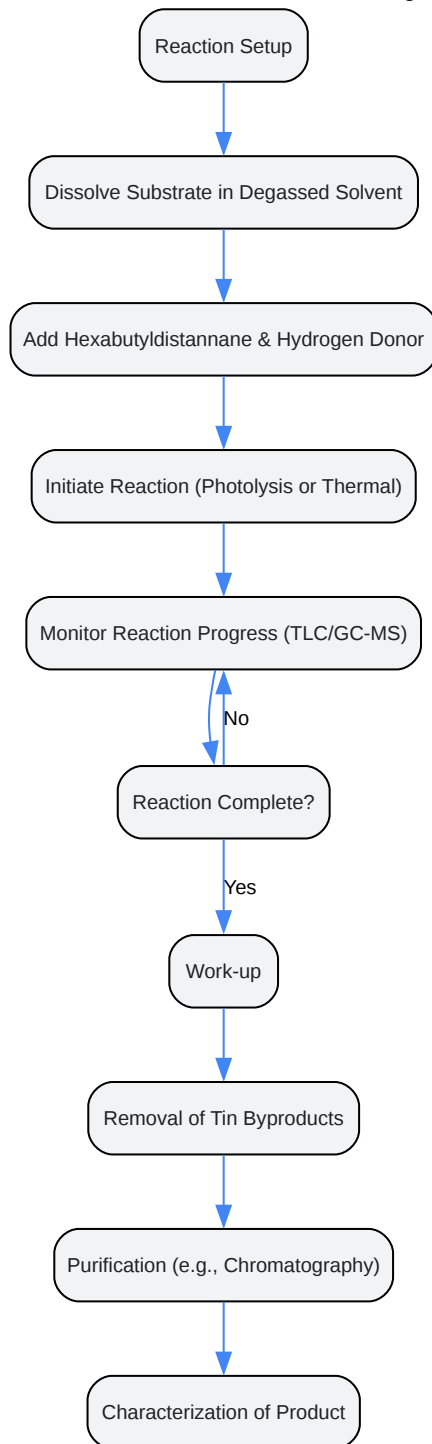 Reaction Setup
Dissolve Substrate in Degassed Solvent
Add Hexabutyldistannane & Hydrogen Donor
Initiate Reaction (Photolysis or Thermal)
Monitor Reaction Progress (TLC/GC-MS)
No
Reaction Complete?
Yes
Work-up
Removal of Tin Byproducts
Purification (e.g., Chromatography)
Characterization of Product